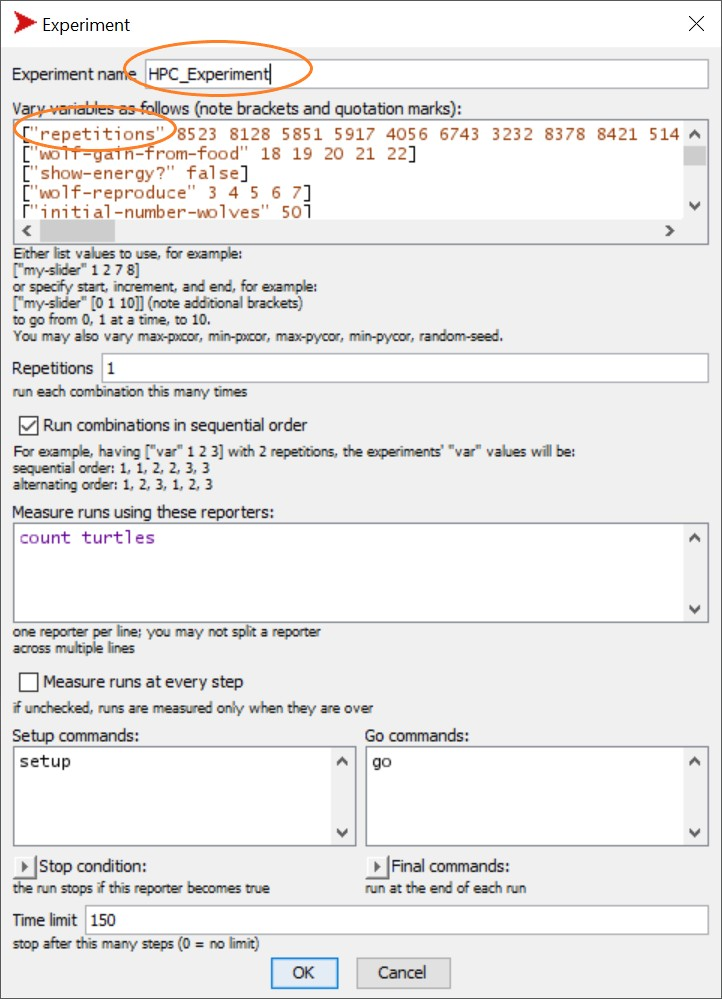 Experiment
Experiment name HPC_Experiment
Vary variables as follows (note brackets and quotation marks):
["repetitions" 8523 8128 5851 5917 4056 6743 3232 8378 8421 514
["wolf-gain-from-food" 18 19 20 21 22]
["show-energy?" false]
["wolf-reproduce" 3 4 5 6 7]
["initial-number-wolves" 50]
Either list values to use, for example:
["my-slider" 1 2 7 8]
or specify start, increment, and end, for example:
["my-slider" [0 1 10]] (note additional brackets)
to go from 0, 1 at a time, to 10.
You may also vary max-pxcor, min-pxcor, max-pycor, min-pycor, random-seed.
Repetitions 1
run each combination this many times
Run combinations in sequential order
For example, having ["var" 1 2 3] with 2 repetitions, the experiments' "var" values will be:
sequential order: 1, 1, 2, 2, 3, 3
alternating order: 1, 2, 3, 1, 2, 3
Measure runs using these reporters:
count turtles
one reporter per line; you may not split a reporter
across multiple lines
Measure runs at every step
if unchecked, runs are measured only when they are over
Setup commands: Go commands:
setup go
Stop condition: Final commands:
the run stops if this reporter becomes true run at the end of each run
Time limit 150
stop after this many steps (0 = no limit)
OK Cancel